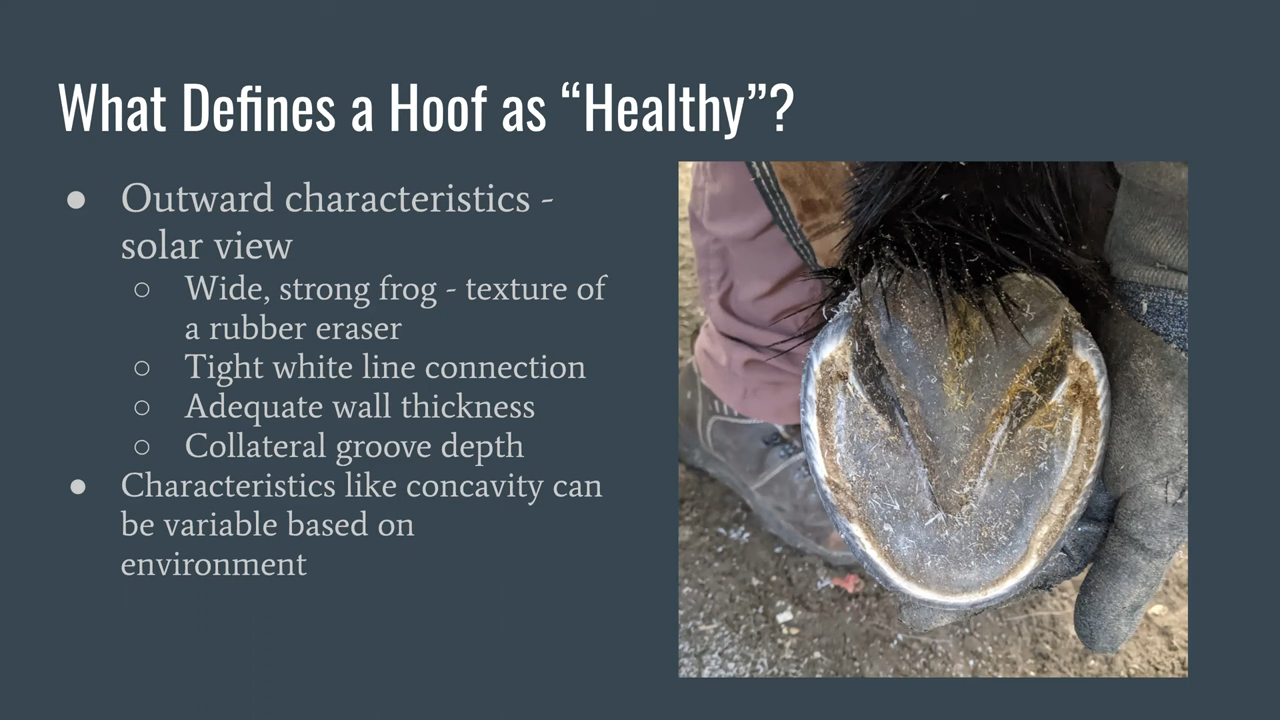 What Defines a Hoof as “Healthy”?
● Outward characteristics -
solar view
○ Wide, strong frog - texture of
a rubber eraser
○ Tight white line connection
○ Adequate wall thickness
○ Collateral groove depth
● Characteristics like concavity can
be variable based on
environment